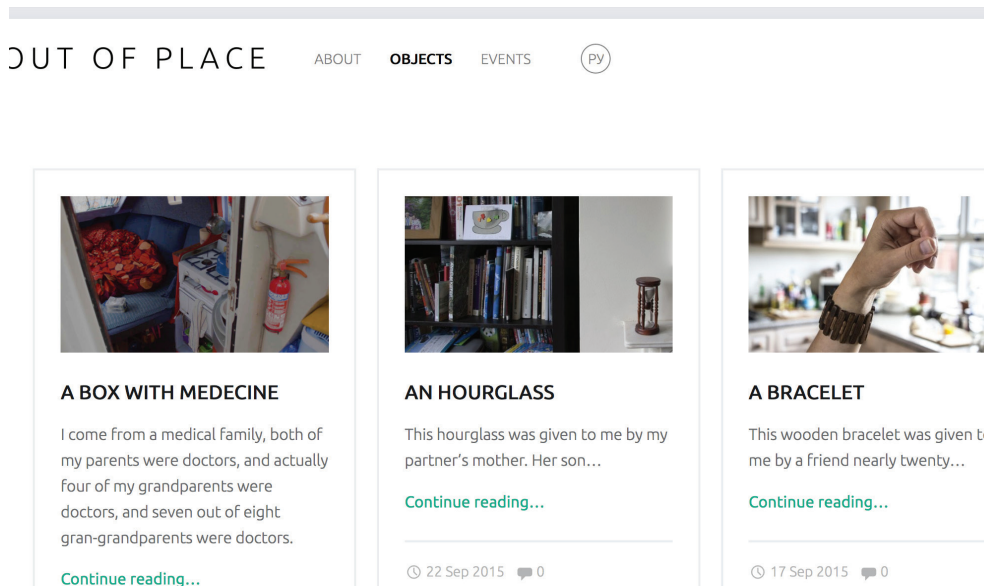 OUT OF PLACE
ABOUT OBJECTS EVENTS РУ
A BOX WITH MEDECINE
I come from a medical family, both of
my parents were doctors, and actually
four of my grandparents were
doctors, and seven out of eight
gran-grandparents were doctors.
Continue reading…
AN HOURGLASS
This hourglass was given to me by my
partner’s mother. Her son…
Continue reading…
22 Sep 2015 0
A BRACELET
This wooden bracelet was given to
me by a friend nearly twenty…
Continue reading…
17 Sep 2015 0